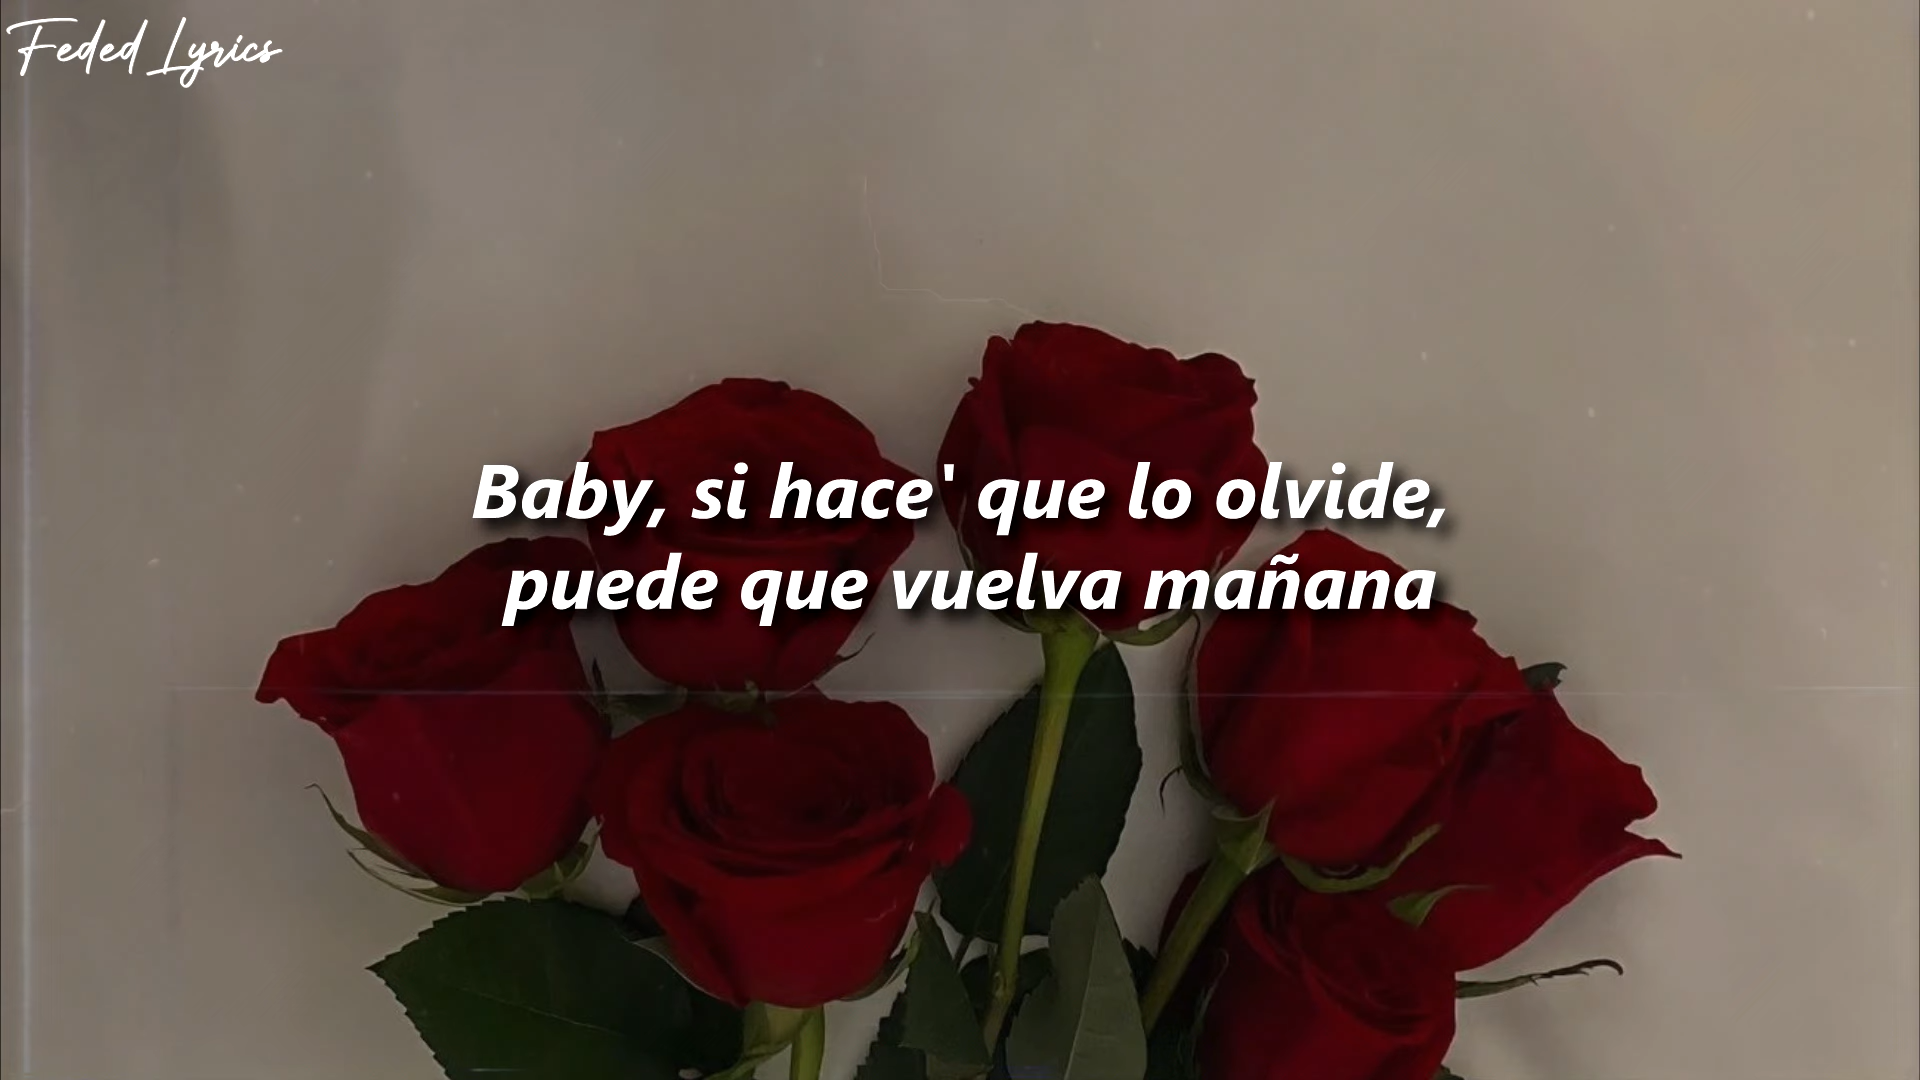 Feded Lyrics
Baby, si hace' que lo olvide,
puede que vuelva mañana